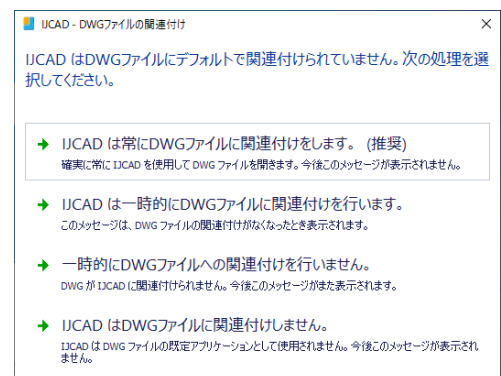 IJCAD - DWGファイルの関連付け
IJCAD はDWGファイルにデフォルトで関連付けられていません。次の処理を選
択してください。
IJCAD は常にDWGファイルに関連付けをします。 (推奨)
確実に常に IJCAD を使用して DWG ファイルを開きます。今後このメッセージが表示されません。
IJCAD は一時的にDWGファイルに関連付けを行います。
このメッセージは、DWG ファイルの関連付けがなくなったとき表示されます。
一時的にDWGファイルへの関連付けを行いません。
DWG が IJCAD に関連付けられません。今後このメッセージがまた表示されます。
IJCAD はDWGファイルに関連付けしません。
IJCAD は DWG ファイルの既定アプリケーションとして使用されません。今後このメッセージが表示され
ません。